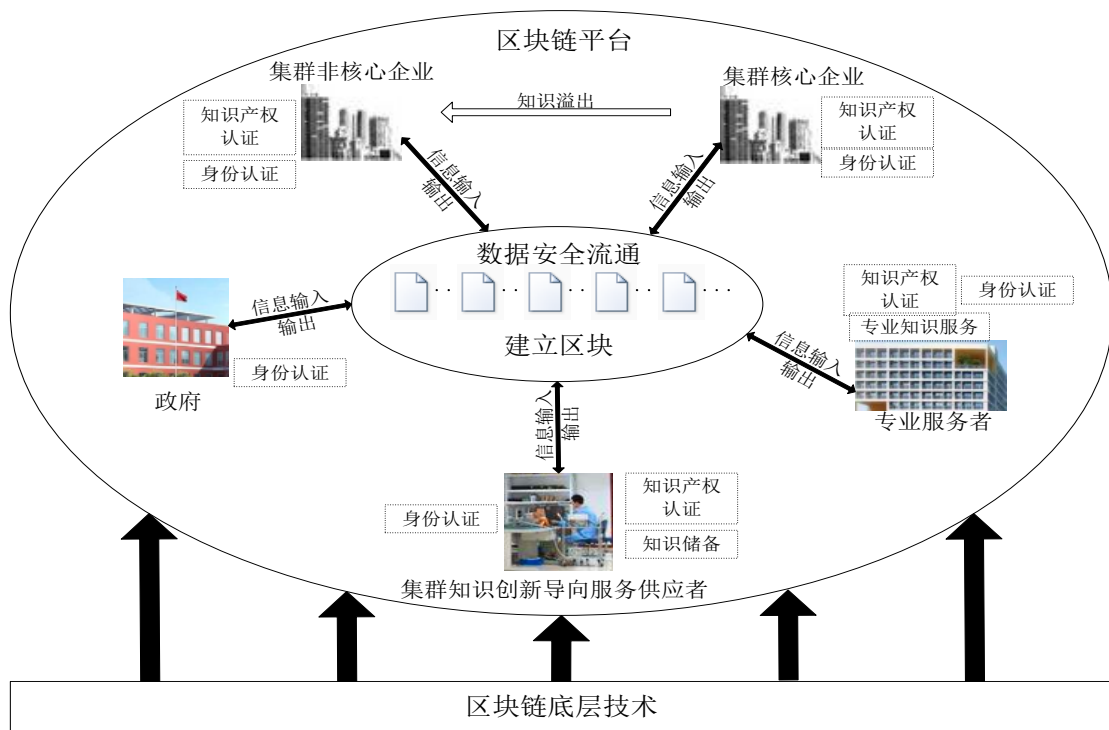 区块链平台
集群非核心企业
集群核心企业
知识溢出
知识产权
认证
身份认证
知识产权
认证
身份认证
信息输入
输出
信息输入
输出
数据安全流通
建立区块
信息输入
输出
身份认证
政府
知识产权
认证
身份认证
专业知识服务
信息输入
输出
专业服务者
信息输入
输出
身份认证
知识产权
认证
知识储备
集群知识创新导向服务供应者
区块链底层技术